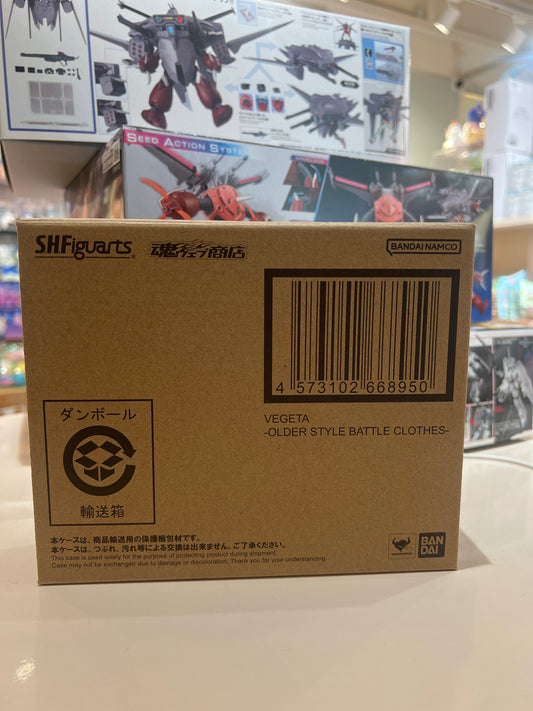 SEED ACTION SYST
S.H.Figuarts
魂ウェブ商店
BANDAI NAMCO
4 573102 668950
VEGETA
-OLDER STYLE BATTLE CLOTHES-
ダンボール
輸送箱
本ケースは、商品輸送用の保護梱包材です。
本ケースは、つぶれ、汚れ等による交換は出来ません、ご了承ください。
This case is solely used for the purpose of protecting product during shipment.
Case may not be exchanged due to damage or discoloration. Thank you for your understanding.
BAN
DAI